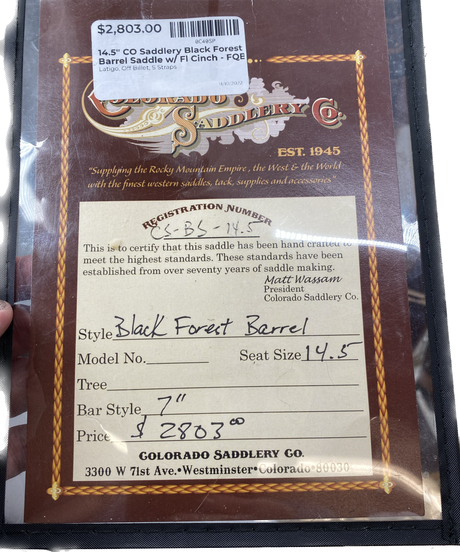 $2,803.00
14.5" CO Saddlery Black Forest
Barrel Saddle w/ Fl Cinch - FQB
Latigo, Off Billet, S Straps
COLORADO
SADDLERY CO.
EST. 1945
"Supplying the Rocky Mountain Empire, the West & the World
with the finest western saddles, tack, supplies and accessories"
REGISTRATION NUMBER
CS-BS-14.5
This is to certify that this saddle has been hand crafted to
meet the highest standards. These standards have been
established from over seventy years of saddle making.
Matt Wassam
President
Colorado Saddlery Co.
Style Black Forest Barrel
Model No. Seat Size 14.5
Tree
Bar Style 7"
Price $ 2803 00
COLORADO SADDLERY CO.
3300 W 71st Ave.•Westminster•Colorado•80030